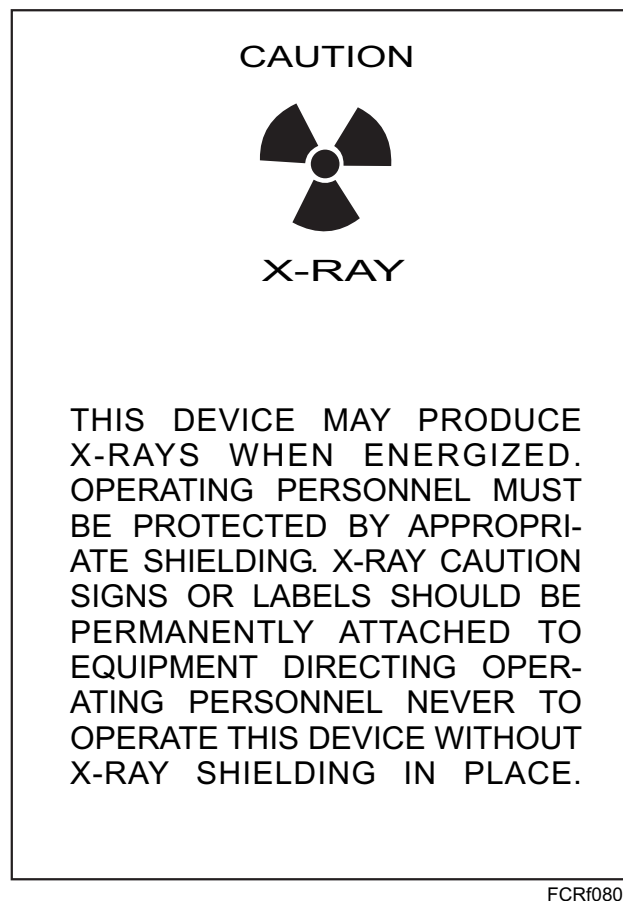 CAUTION
X-RAY
THIS DEVICE MAY PRODUCE
X-RAYS WHEN ENERGIZED.
OPERATING PERSONNEL MUST
BE PROTECTED BY APPROPRI-
ATE SHIELDING. X-RAY CAUTION
SIGNS OR LABELS SHOULD BE
PERMANENTLY ATTACHED TO
EQUIPMENT DIRECTING OPER-
ATING PERSONNEL NEVER TO
OPERATE THIS DEVICE WITHOUT
X-RAY SHIELDING IN PLACE.
FCRf080